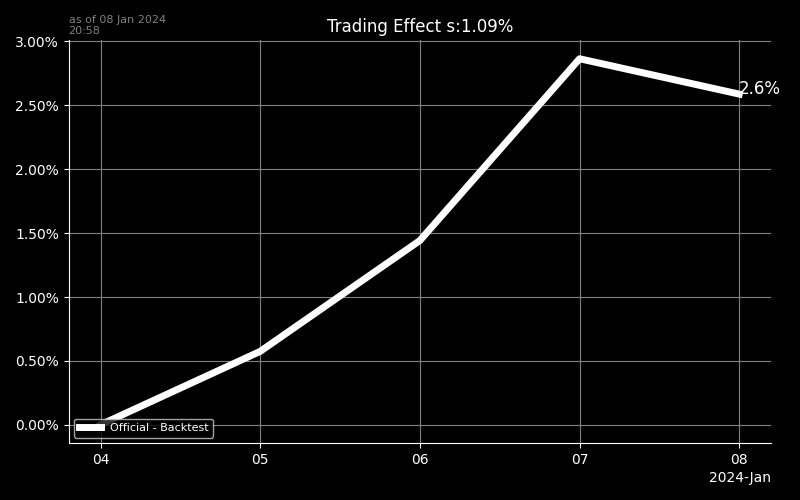 as of 08 Jan 2024
20:58
Trading Effect s:1.09%
3.00%
2.50%
2.00%
1.50%
1.00%
0.50%
0.00%
2.6%
Official - Backtest
04 05 06 07 08
2024-Jan